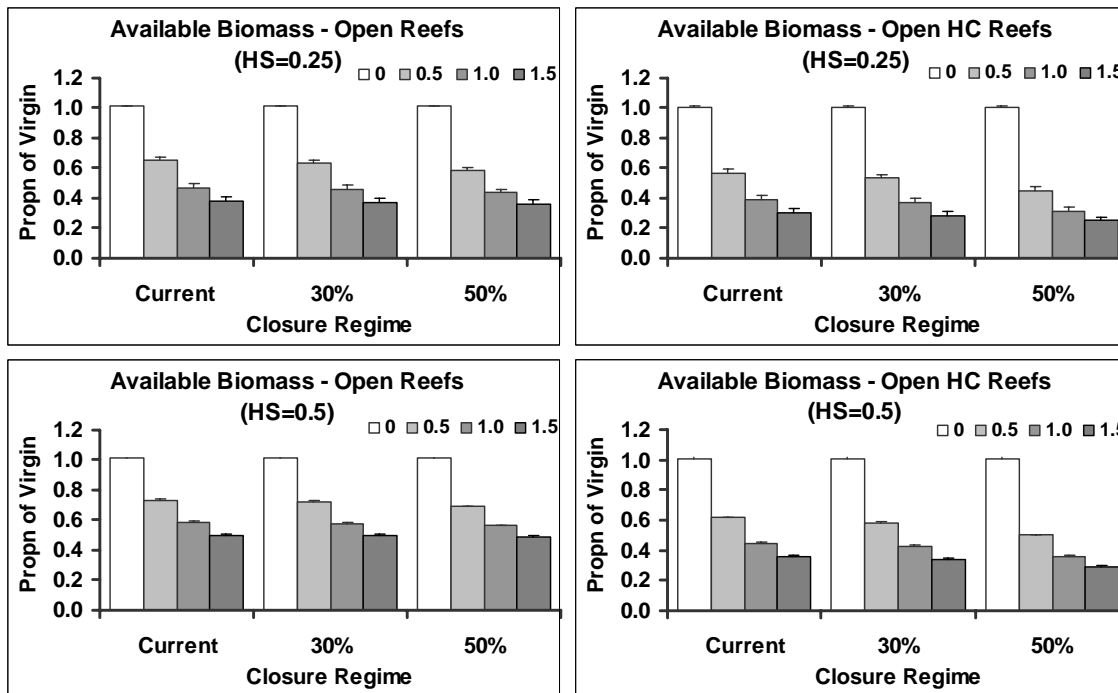 Available Biomass - Open Reefs
(HS=0.25)
0 0.5 1.0 1.5
Propn of Virgin
1.2
1.0
0.8
0.6
0.4
0.2
0.0
Current 30% 50%
Closure Regime
Available Biomass - Open HC Reefs
(HS=0.25)
0 0.5 1.0 1.5
Propn of Virgin
1.2
1.0
0.8
0.6
0.4
0.2
0.0
Current 30% 50%
Closure Regime
Available Biomass - Open Reefs
(HS=0.5)
0 0.5 1.0 1.5
Propn of Virgin
1.2
1.0
0.8
0.6
0.4
0.2
0.0
Current 30% 50%
Closure Regime
Available Biomass - Open HC Reefs
(HS=0.5)
0 0.5 1.0 1.5
Propn of Virgin
1.2
1.0
0.8
0.6
0.4
0.2
0.0
Current 30% 50%
Closure Regime